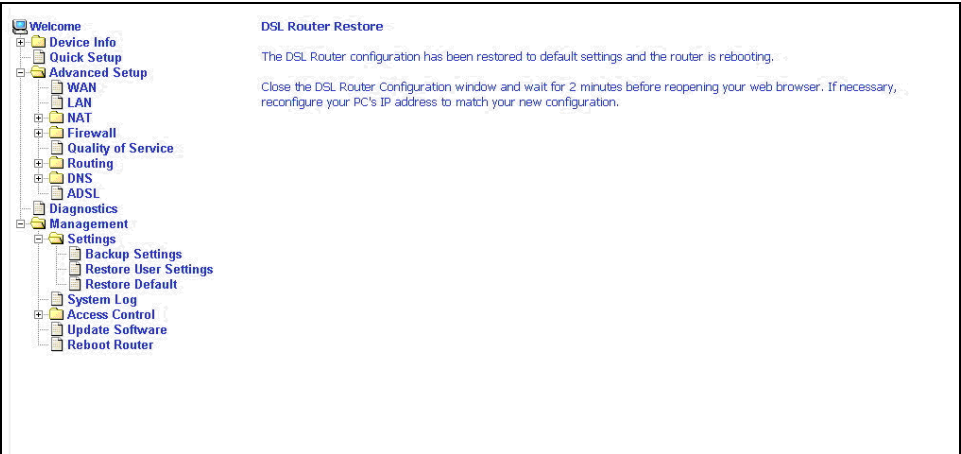 Welcome
Device Info
Quick Setup
Advanced Setup
WAN
LAN
NAT
Firewall
Quality of Service
Routing
DNS
ADSL
Diagnostics
Management
Settings
Backup Settings
Restore User Settings
Restore Default
System Log
Access Control
Update Software
Reboot Router
DSL Router Restore
The DSL Router configuration has been restored to default settings and the router is rebooting.
Close the DSL Router Configuration window and wait for 2 minutes before reopening your web browser. If necessary,
reconfigure your PC's IP address to match your new configuration.